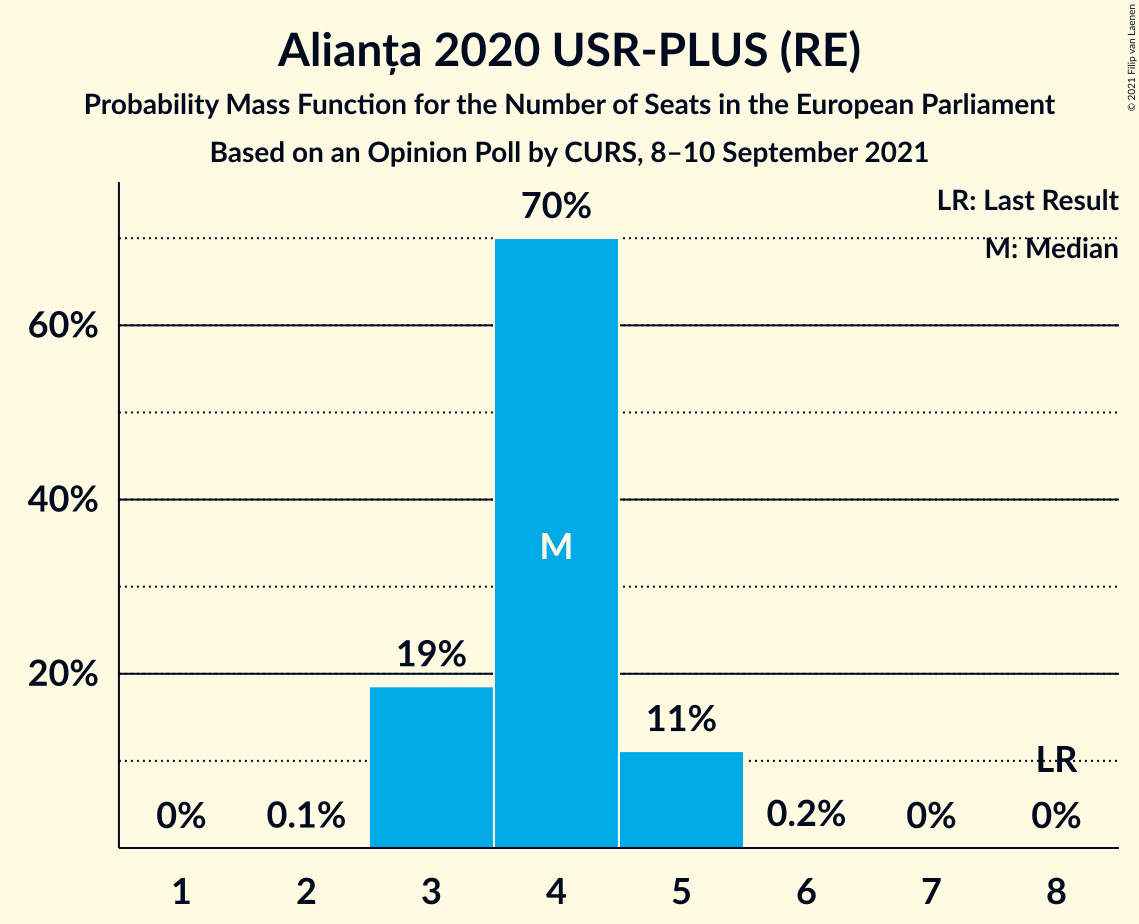 Alianța 2020 USR-PLUS (RE)
Probability Mass Function for the Number of Seats in the European Parliament
Based on an Opinion Poll by CURS, 8–10 September 2021
© 2021 Filip van Laenen
LR: Last Result
M: Median
70%
60%
40%
M
19%
20%
11%
LR
0%
0.1%
0.2%
0%
0%
1
2
3
4
5
6
7
8